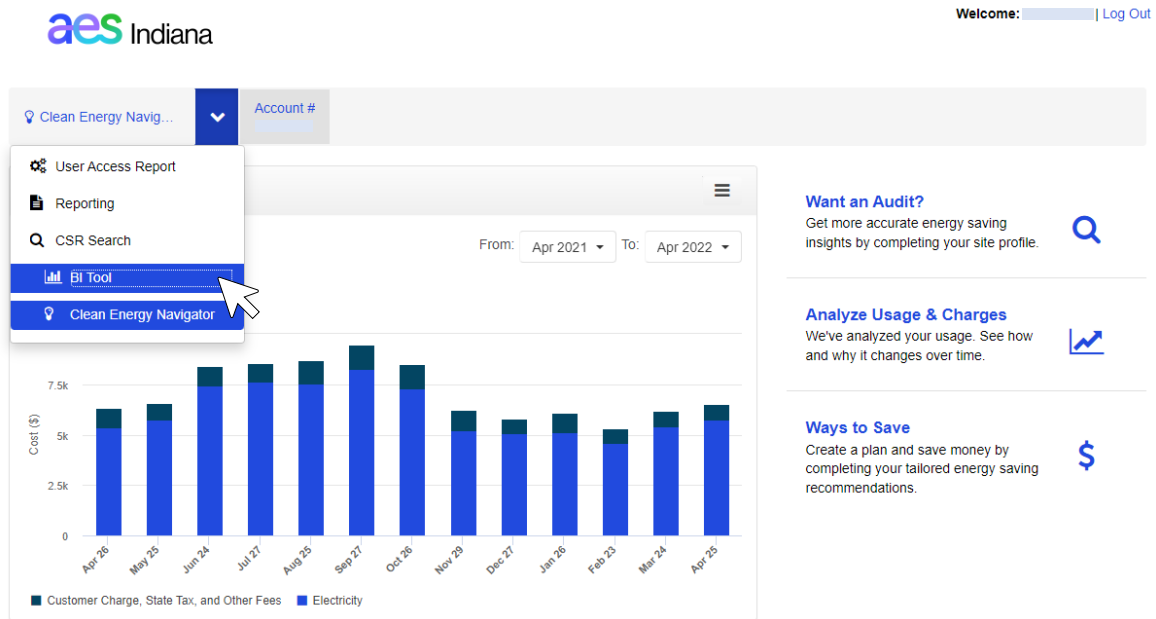 aes Indiana
Welcome: | Log Out
Clean Energy Navig...
Account #
User Access Report
Reporting
CSR Search
BI Tool
Clean Energy Navigator
From: Apr 2021 To: Apr 2022
7.5k
5k
2.5k
0
Cost ($)
Apr 26 May 25 Jun 24 Jul 27 Aug 25 Sep 27 Oct 26 Nov 29 Dec 27 Jan 26 Feb 23 Mar 24 Apr 25
Customer Charge, State Tax, and Other Fees Electricity
Want an Audit?
Get more accurate energy saving
insights by completing your site profile.
Analyze Usage & Charges
We've analyzed your usage. See how
and why it changes over time.
Ways to Save
Create a plan and save money by
completing your tailored energy saving
recommendations.
$